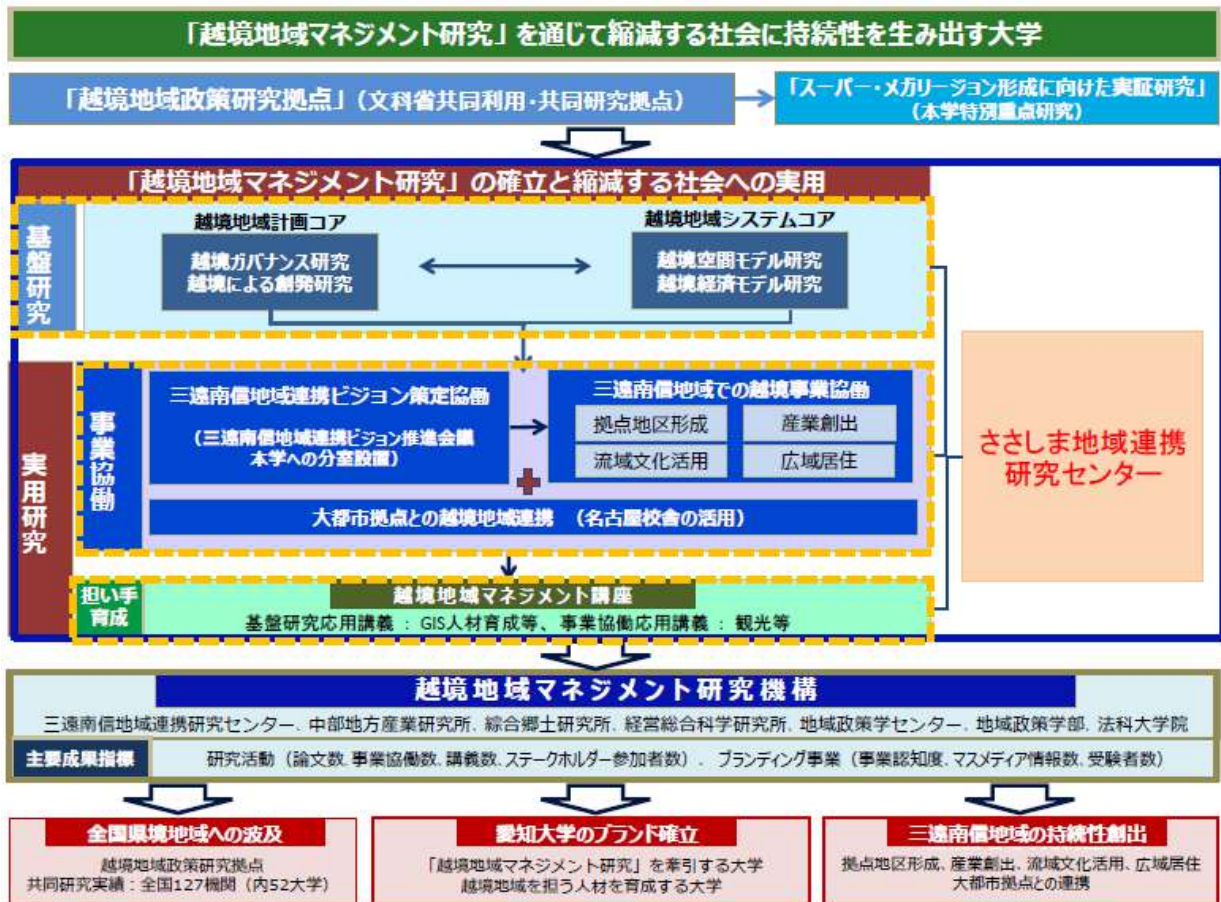 「越境地域マネジメント研究」を通じて縮減する社会に持続性を生み出す大学
「越境地域政策研究拠点」(文科省共同利用・共同研究拠点)
「スーパー・メガリージョン形成に向けた実証研究」
(本学特別重点研究)
「越境地域マネジメント研究」の確立と縮減する社会への実用
基盤研究
越境地域計画コア
越境ガバナンス研究
越境による創発研究
越境地域システムコア
越境空間モデル研究
越境経済モデル研究
実用研究
事業協働
三遠南信地域連携ビジョン策定協働
(三遠南信地域連携ビジョン推進会議
本学への分室設置)
三遠南信地域での越境事業協働
拠点地区形成
産業創出
流域文化活用
広域居住
大都市拠点との越境地域連携 (名古屋校舎の活用)
担い手
育成
越境地域マネジメント講座
基盤研究応用講義:GIS人材育成等、事業協働応用講義:観光等
ささしま地域連携
研究センター
越境地域マネジメント研究機構
三遠南信地域連携研究センター、中部地方産業研究所、綜合郷土研究所、経営総合科学研究所、地域政策学センター、地域政策学部、法科大学院
主要成果指標
研究活動(論文数、事業協働数、講義数、ステークホルダー参加者数)、ブランディング事業(事業認知度、マスメディア情報数、受験者数)
全国県境地域への波及
越境地域政策研究拠点
共同研究実績:全国127機関(内52大学)
愛知大学のブランド確立
「越境地域マネジメント研究」を牽引する大学
越境地域を担う人材を育成する大学
三遠南信地域の持続性創出
拠点地区形成、産業創出、流域文化活用、広域居住
大都市拠点との連携